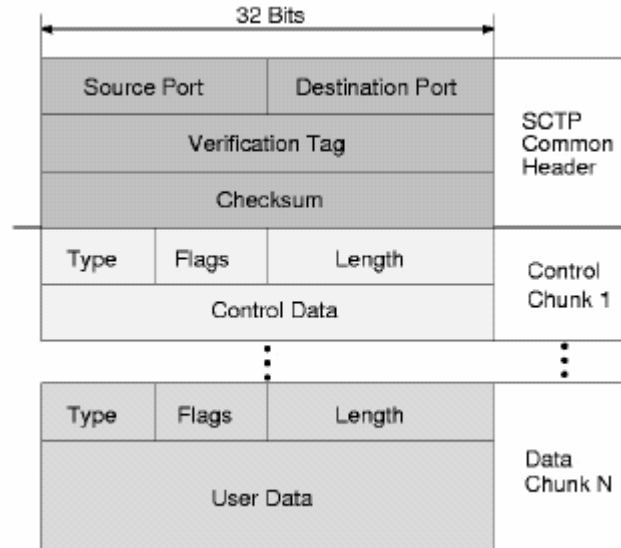 32 Bits
Source Port Destination Port
SCTP
Common
Header
Verification Tag
Checksum
Type Flags Length
Control
Chunk 1
Control Data
Type Flags Length
Data
Chunk N
User Data